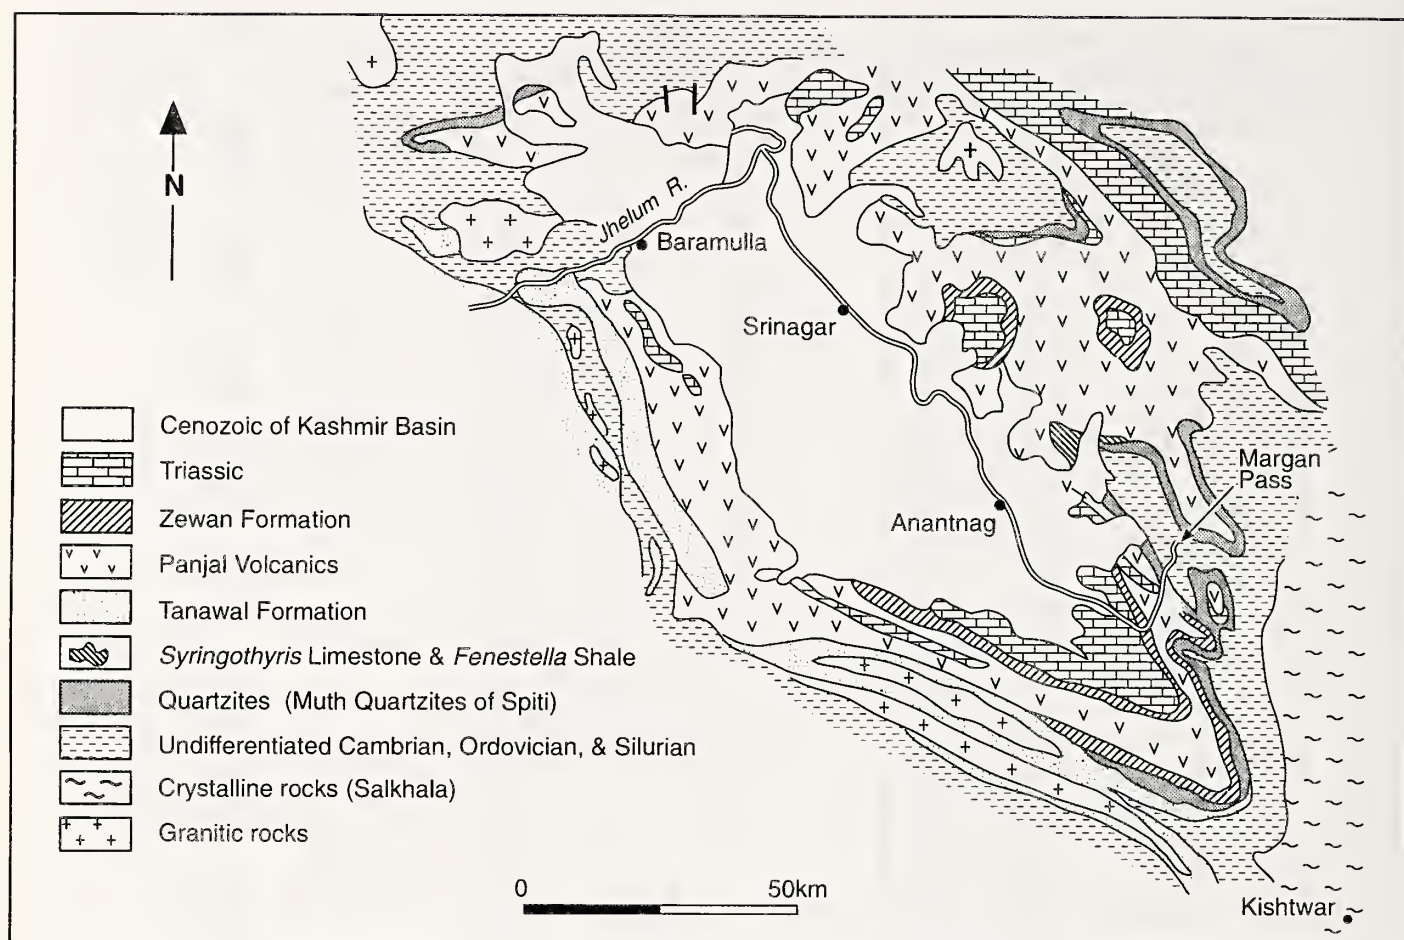 N
Jhelum R.
Baramulla
Srinagar
Anantnag
Margan
Pass
Cenozoic of Kashmir Basin
Triassic
Zewan Formation
Panjal Volcanics
Tanawal Formation
Syringothyris Limestone & Fenestella Shale
Quartzites (Muth Quartzites of Spiti)
Undifferentiated Cambrian, Ordovician, & Silurian
Crystalline rocks (Salkhala)
Granitic rocks
0 50km
Kishtwar